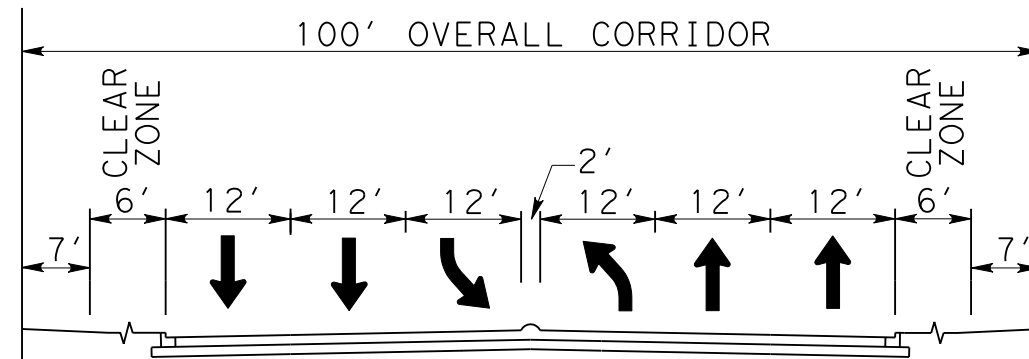 100' OVERALL CORRIDOR
CLEAR
ZONE
CLEAR
ZONE
2'
6'
12'
12'
12'
12'
12'
12'
6'
7'
7'